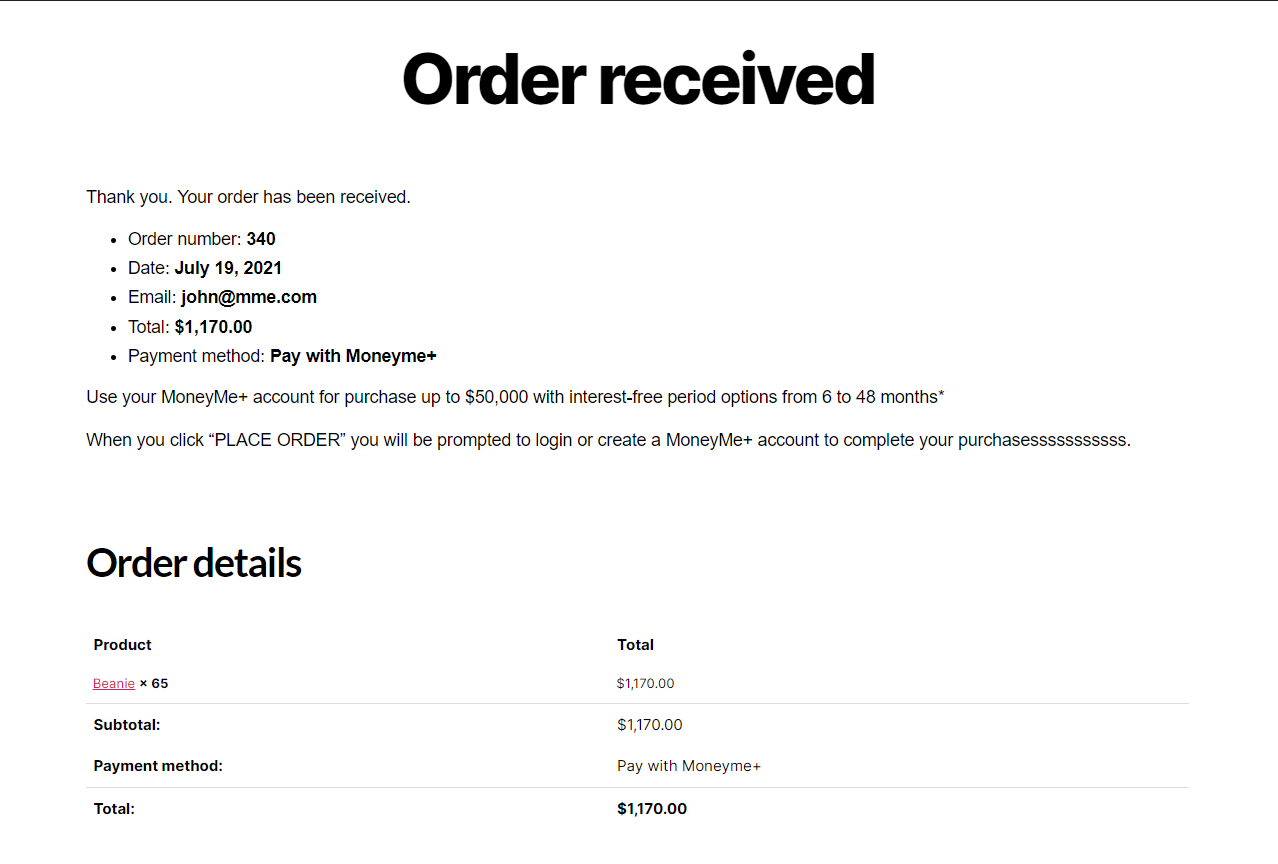 Order received
Thank you. Your order has been received.
• Order number: 340
• Date: July 19, 2021
• Email: john@mme.com
• Total: $1,170.00
• Payment method: Pay with Moneyme+
Use your MoneyMe+ account for purchase up to $50,000 with interest-free period options from 6 to 48 months*
When you click “PLACE ORDER” you will be prompted to login or create a MoneyMe+ account to complete your purchasesssssssssss.
Order details
Product Total
Beanie × 65 $1,170.00
Subtotal: $1,170.00
Payment method: Pay with Moneyme+
Total: $1,170.00